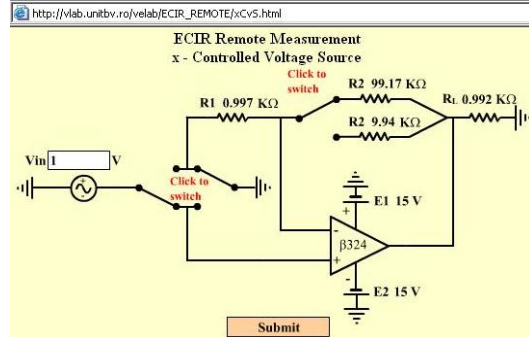 http://vlab.unitbv.ro/velab/ECIR_REMOTE/xCvS.html
ECIR Remote Measurement
x - Controlled Voltage Source
Click to
switch
R2 99.17 KΩ
RL 0.992 KΩ
R1 0.997 KΩ
R2 9.94 KΩ
Vin 1 V
Click to
switch
E1 15 V
β324
E2 15 V
Submit